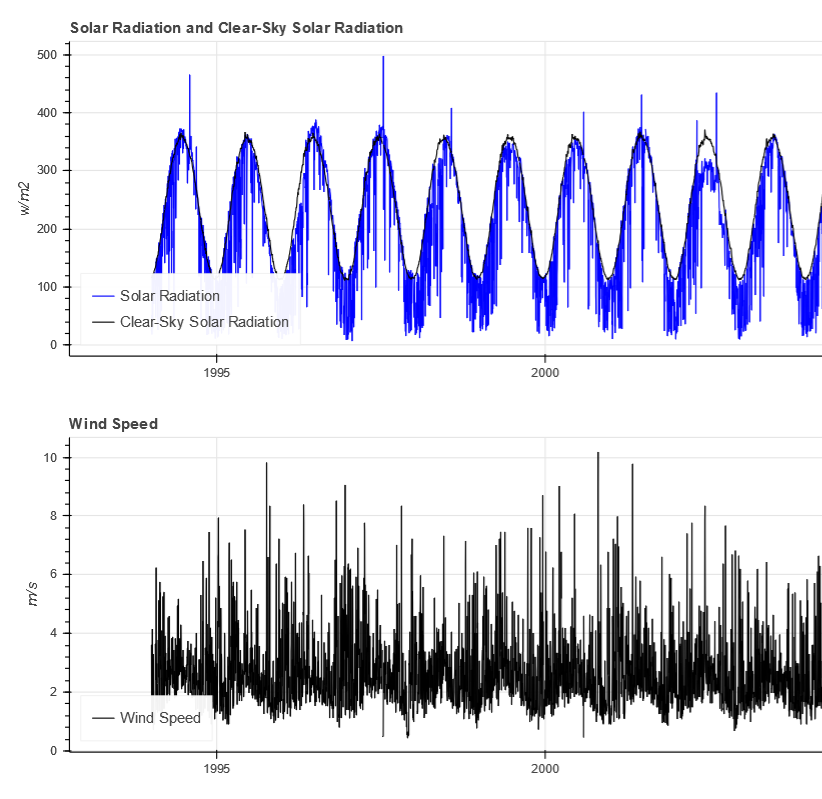 Solar Radiation and Clear-Sky Solar Radiation
500
400
300
200
100
0
w/m2
Solar Radiation
Clear-Sky Solar Radiation
1995
2000
Wind Speed
10
8
6
4
2
0
m/s
Wind Speed
1995
2000